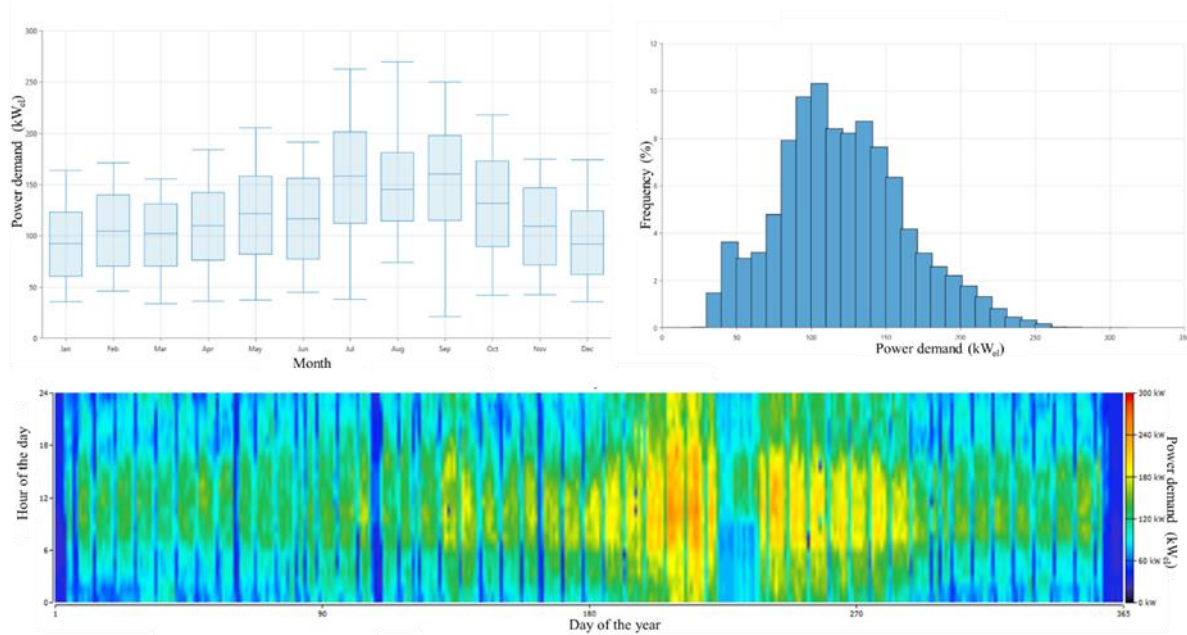 300
250
200
150
100
50
0
Power demand (kWel)
Jan Feb Mar Apr May Jun Jul Aug Sep Oct Nov Dec
Month
12
10
8
6
4
2
0
Frequency (%)
0 50 100 150 200 250 300 350
Power demand (kWel)
24
18
12
6
0
Hour of the day
1 90 180 270 365
Day of the year
300 kW
240 kW
180 kW
120 kW
60 kW
0 kW
Power demand (kWel)